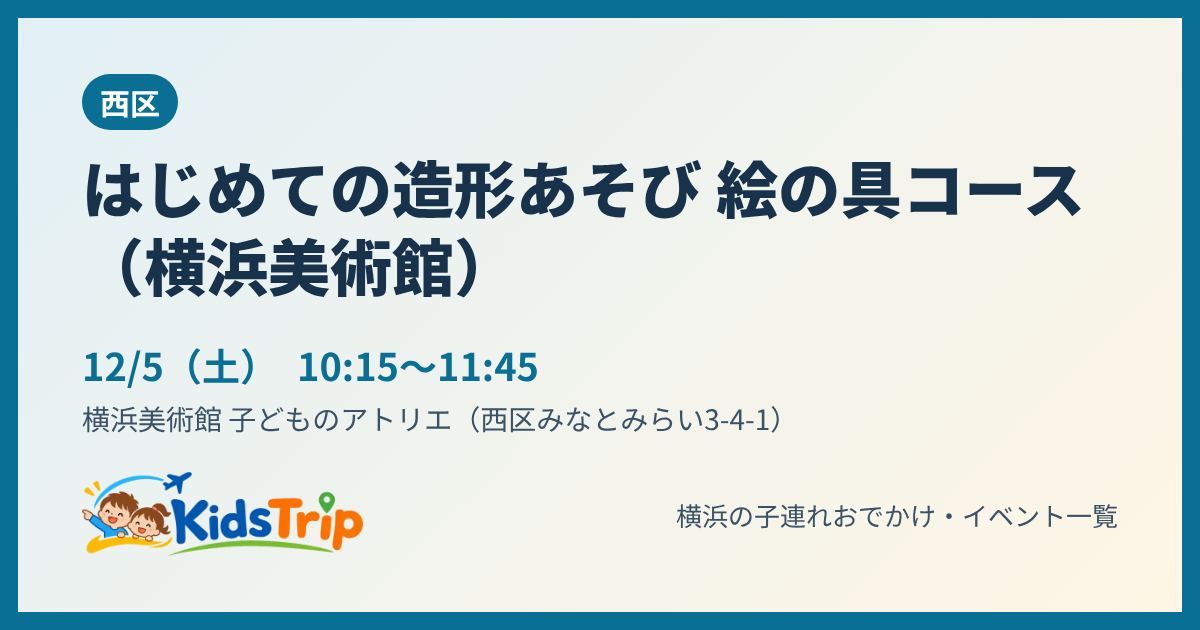 西区
はじめての造形あそび 絵の具コース
（横浜美術館）
12/5（土） 10:15〜11:45
横浜美術館 子どものアトリエ（西区みなとみらい3-4-1）
KidsTrip
横浜の子連れおでかけ・イベント一覧